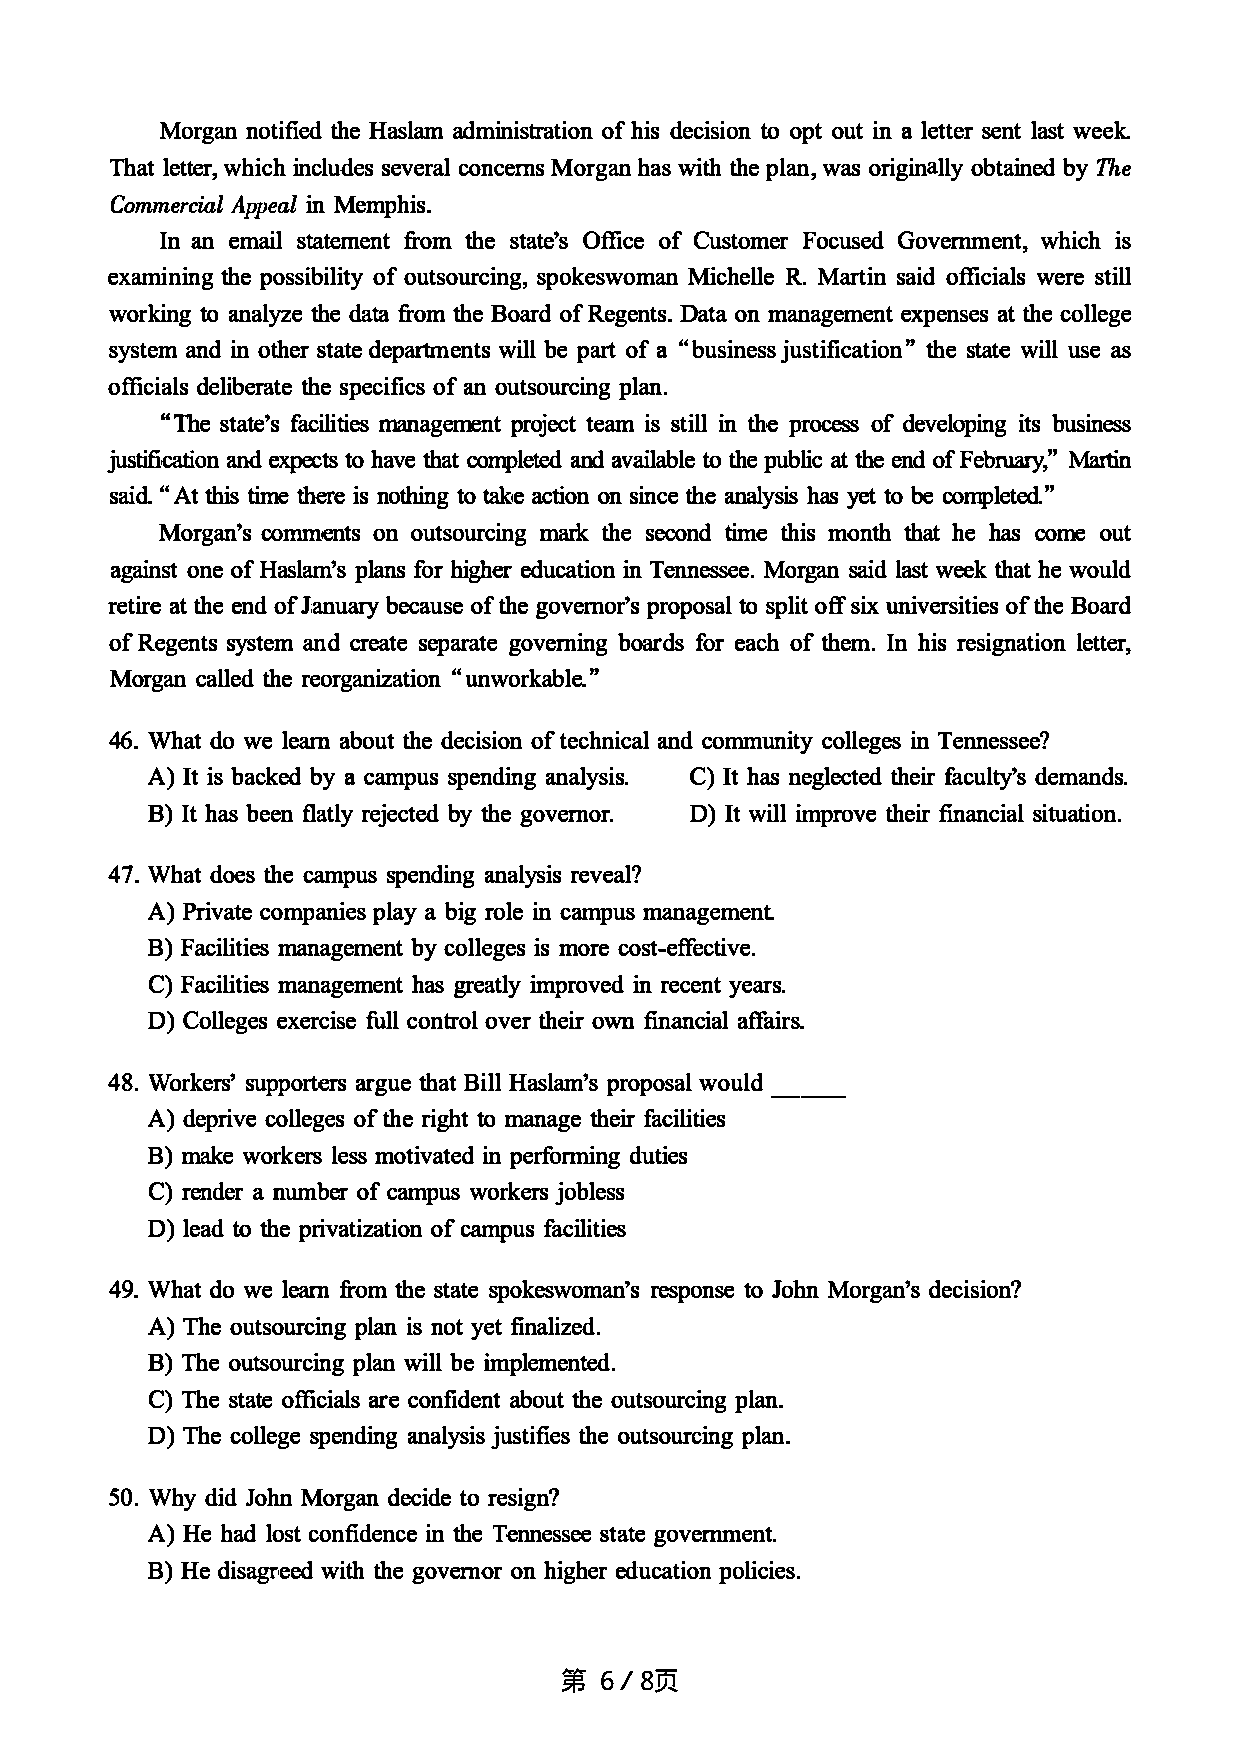 Morgan notified the Haslam administration of his decision to opt out in a letter sent last week.
That letter, which includes several concerns Morgan has with the plan, was originally obtained by The
Commercial Appeal in Memphis.
In an email statement from the state's Office of Customer Focused Government, which is
examining the possibility of outsourcing, spokeswoman Michelle R. Martin said officials were still
working to analyze the data from the Board of Regents. Data on management expenses at the college
system and in other state departments will be part of a “business justification” the state will use as
officials deliberate the specifics of an outsourcing plan.
“The state's facilities management project team is still in the process of developing its business
justification and expects to have that completed and available to the public at the end of February,” Martin
said. “At this time there is nothing to take action on since the analysis has yet to be completed.”
Morgan's comments on outsourcing mark the second time this month that he has come out
against one of Haslam's plans for higher education in Tennessee. Morgan said last week that he would
retire at the end of January because of the governor's proposal to split off six universities of the Board
of Regents system and create separate governing boards for each of them. In his resignation letter,
Morgan called the reorganization “unworkable.”
46. What do we learn about the decision of technical and community colleges in Tennessee?
A) It is backed by a campus spending analysis. C) It has neglected their faculty's demands.
B) It has been flatly rejected by the governor. D) It will improve their financial situation.
47. What does the campus spending analysis reveal?
A) Private companies play a big role in campus management.
B) Facilities management by colleges is more cost-effective.
C) Facilities management has greatly improved in recent years.
D) Colleges exercise full control over their own financial affairs.
48. Workers' supporters argue that Bill Haslam's proposal would ______
A) deprive colleges of the right to manage their facilities
B) make workers less motivated in performing duties
C) render a number of campus workers jobless
D) lead to the privatization of campus facilities
49. What do we learn from the state spokeswoman's response to John Morgan's decision?
A) The outsourcing plan is not yet finalized.
B) The outsourcing plan will be implemented.
C) The state officials are confident about the outsourcing plan.
D) The college spending analysis justifies the outsourcing plan.
50. Why did John Morgan decide to resign?
A) He had lost confidence in the Tennessee state government.
B) He disagreed with the governor on higher education policies.
第 6 / 8页